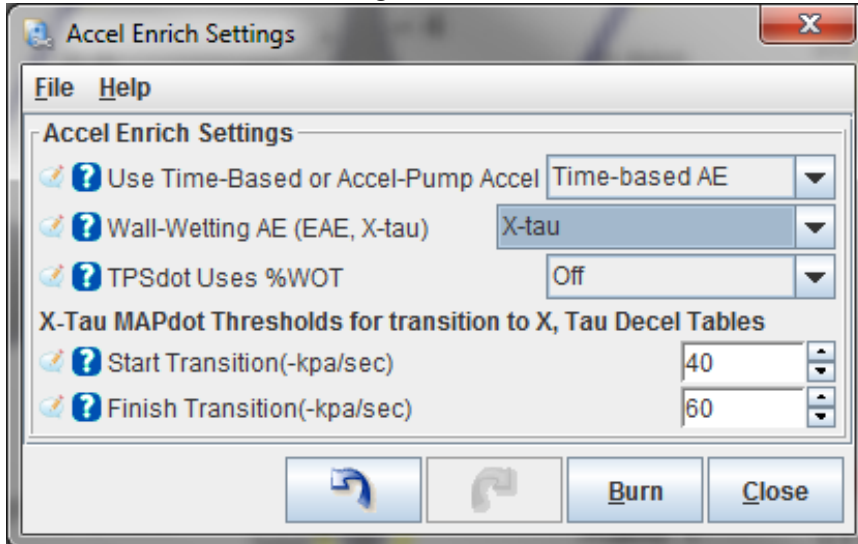 Accel Enrich Settings
File Help
Accel Enrich Settings
Use Time-Based or Accel-Pump Accel Time-based AE
Wall-Wetting AE (EAE, X-tau) X-tau
TPSdot Uses %WOT Off
X-Tau MAPdot Thresholds for transition to X, Tau Decel Tables
Start Transition(-kpa/sec) 40
Finish Transition(-kpa/sec) 60
Burn Close